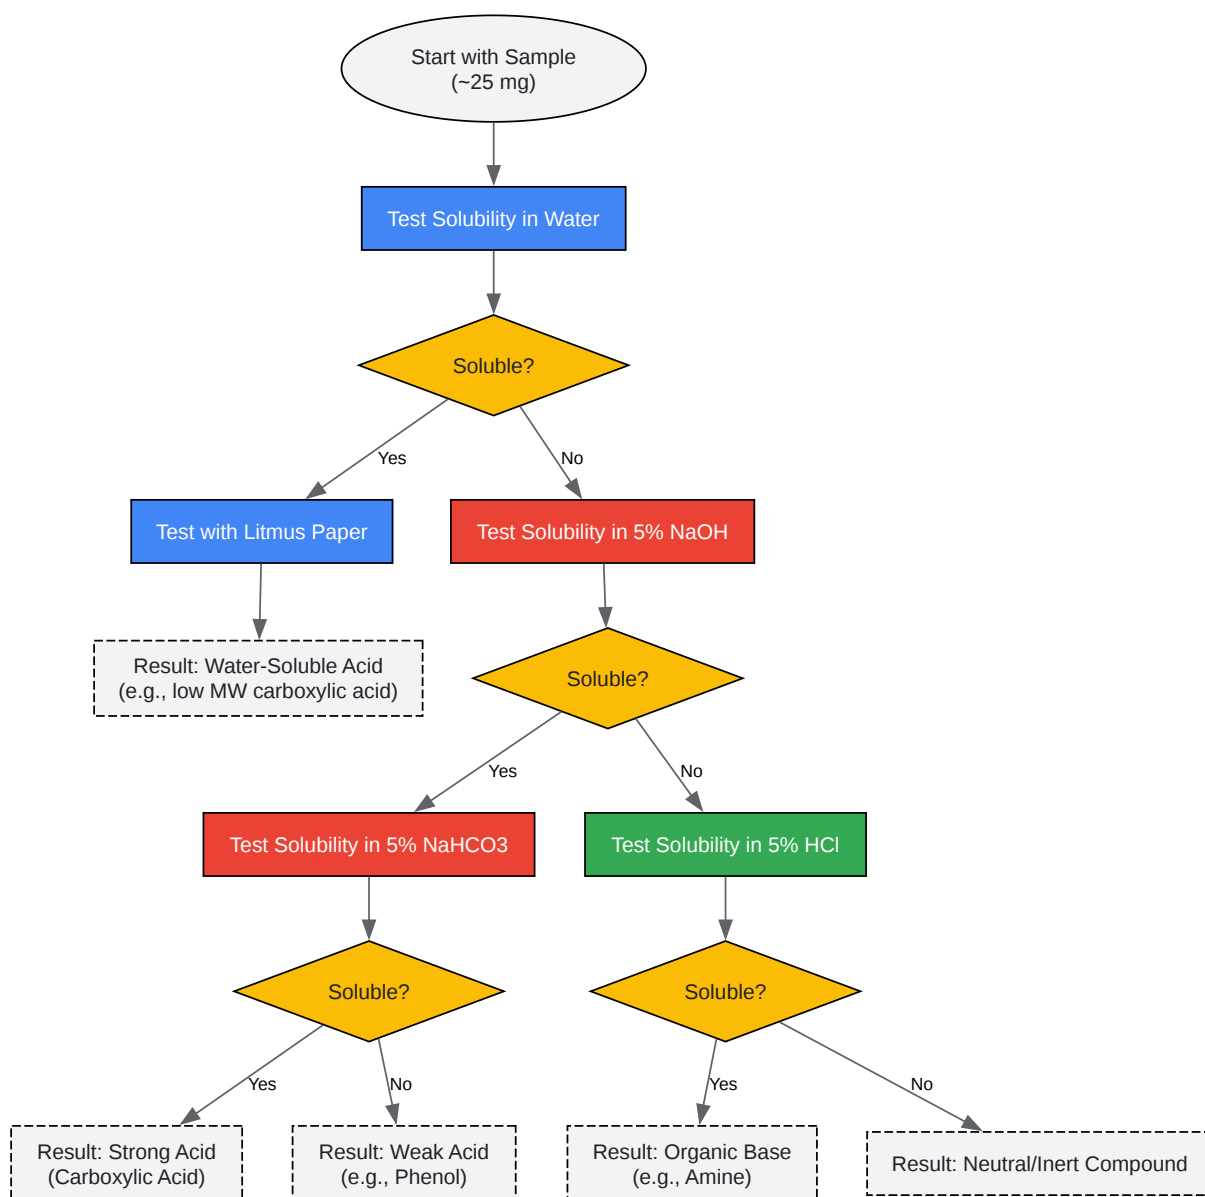 Start with Sample
(~25 mg)
Test Solubility in Water
Soluble?
Yes
No
Test with Litmus Paper
Test Solubility in 5% NaOH
Result: Water-Soluble Acid
(e.g., low MW carboxylic acid)
Soluble?
Yes
No
Test Solubility in 5% NaHCO3
Test Solubility in 5% HCl
Soluble?
Soluble?
Yes
No
Yes
No
Result: Strong Acid
(Carboxylic Acid)
Result: Weak Acid
(e.g., Phenol)
Result: Organic Base
(e.g., Amine)
Result: Neutral/Inert Compound